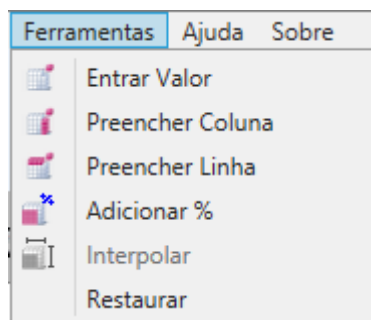 Ferramentas Ajuda Sobre
Entrar Valor
Preencher Coluna
Preencher Linha
Adicionar %
Interpolar
Restaurar